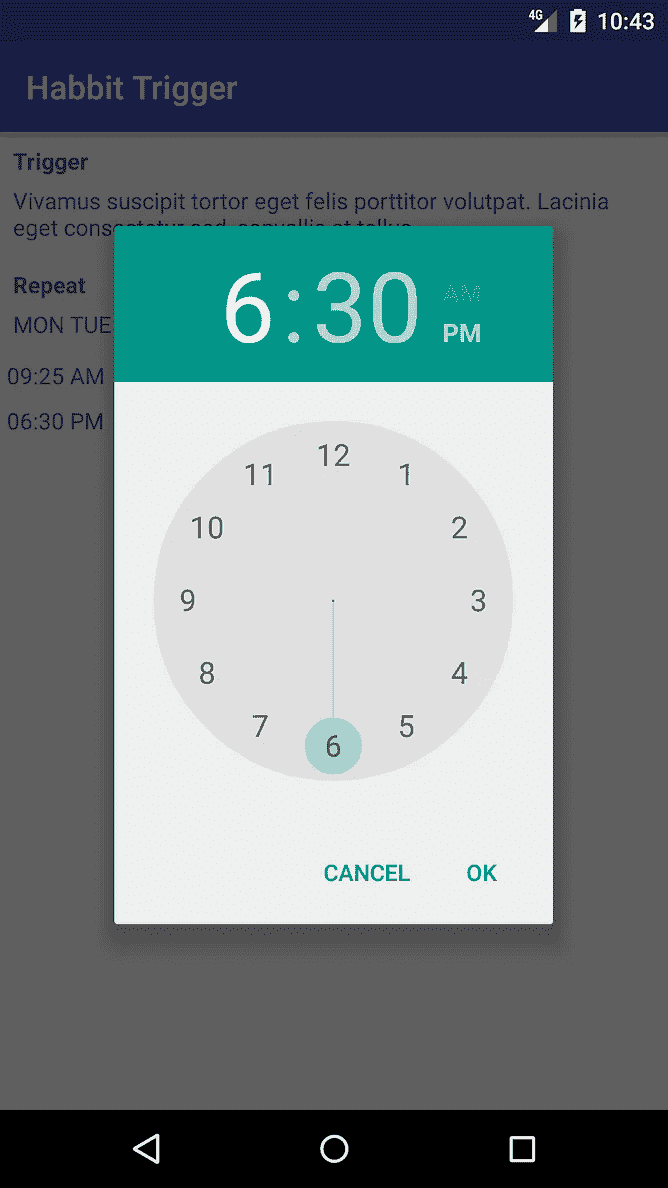 4G 10:43
Habbit Trigger
Trigger
Vivamus suscipit tortor eget felis porttitor volutpat. Lacinia
eget consectetur sed, convallis at tellus
Repeat
MON TUE
09:25 AM
06:30 PM
6:30
AM
PM
12
11
1
10
2
9
3
8
4
7
5
6
CANCEL OK